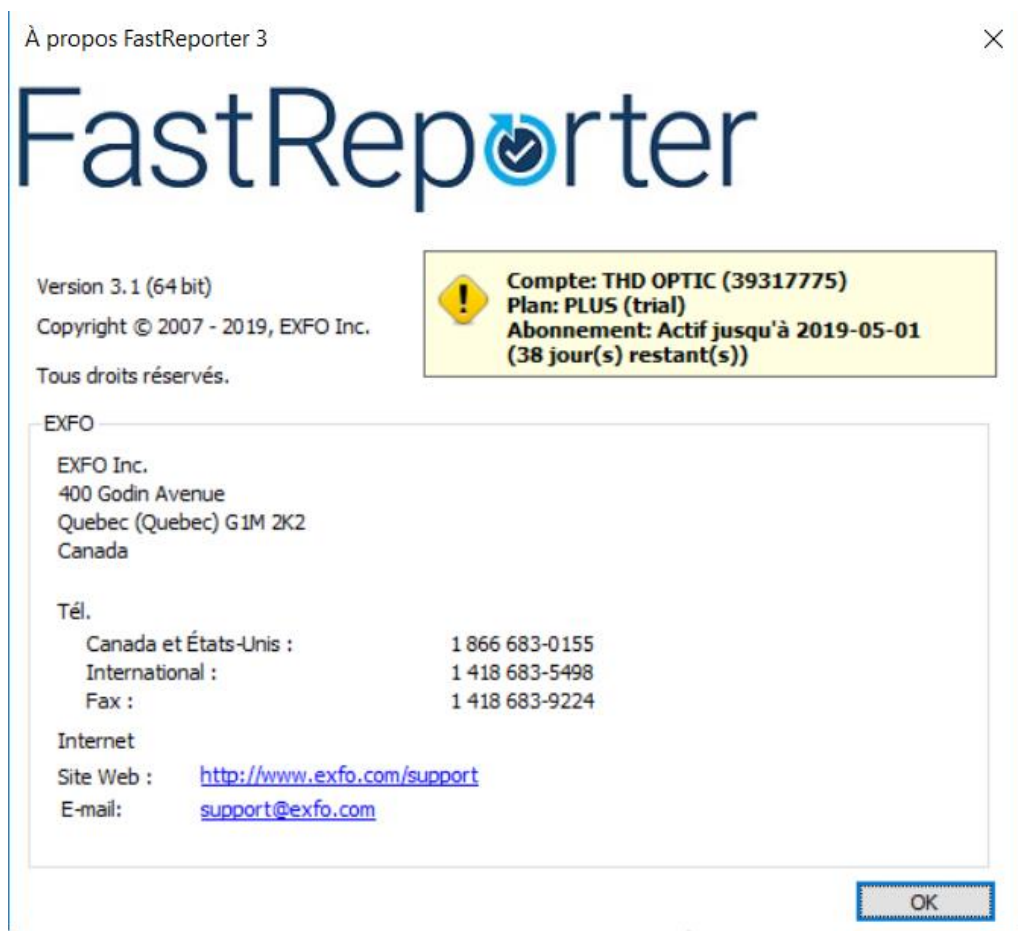 À propos FastReporter 3
FastReporter
Version 3.1 (64 bit)
Copyright © 2007 - 2019, EXFO Inc.
Tous droits réservés.
Compte: THD OPTIC (39317775)
Plan: PLUS (trial)
Abonnement: Actif jusqu'à 2019-05-01
(38 jour(s) restant(s))
EXFO
EXFO Inc.
400 Godin Avenue
Quebec (Quebec) G1M 2K2
Canada
Tél.
Canada et États-Unis : 1 866 683-0155
International : 1 418 683-5498
Fax : 1 418 683-9224
Internet
Site Web : http://www.exfo.com/support
E-mail: support@exfo.com
OK